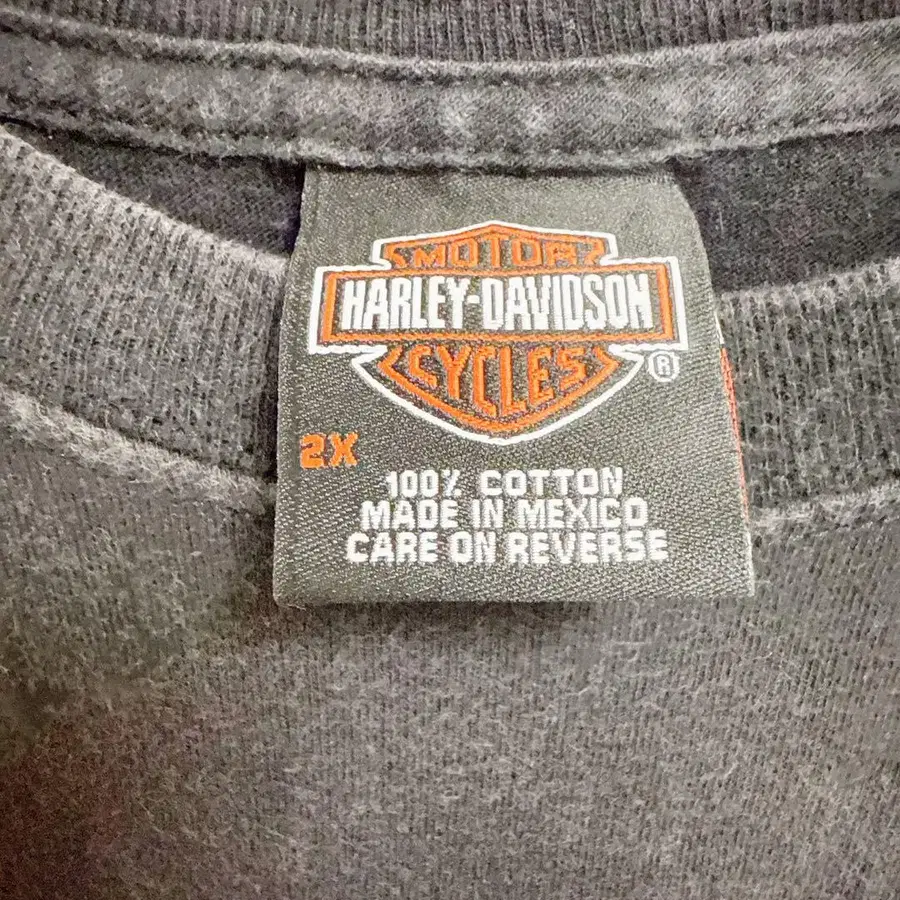 MOTOR
HARLEY-DAVIDSON
CYCLES
®
2X
100% COTTON
MADE IN MEXICO
CARE ON REVERSE